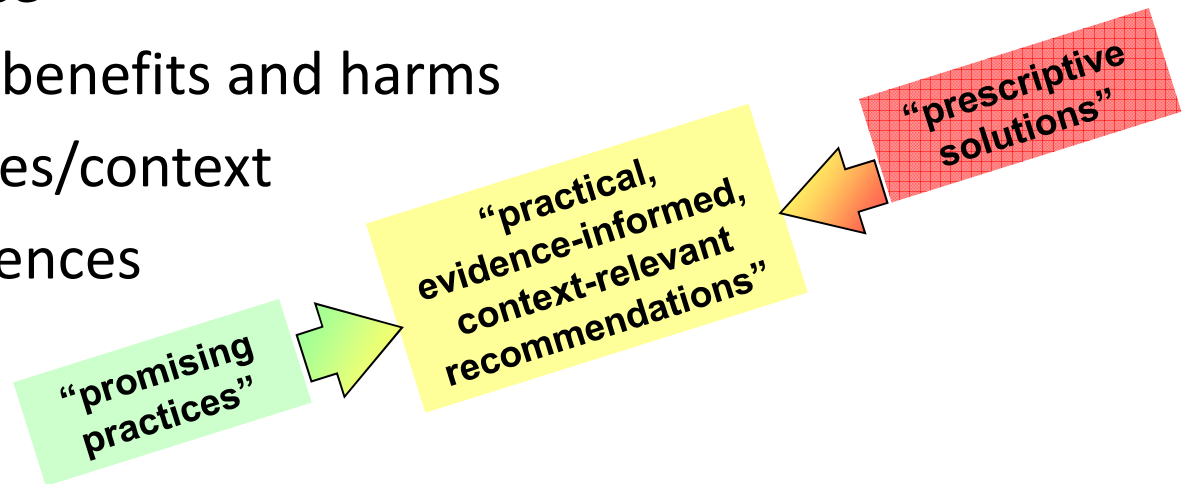 benefits and harms
es/context
ences
“prescriptive
solutions”
“practical,
evidence-informed,
context-relevant
recommendations”
“promising
practices”